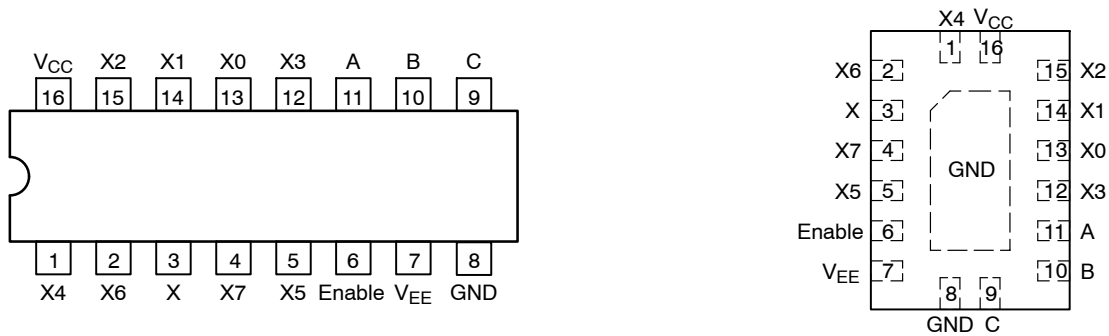 VCC X2 X1 X0 X3 A B C
16 15 14 13 12 11 10 9
1 2 3 4 5 6 7 8
X4 X6 X X7 X5 Enable VEE GND
X4 VCC
1 16
X6 2 15 X2
X 3 14 X1
X7 4 13 X0
GND
X5 5 12 X3
Enable 6 11 A
VEE 7 10 B
8 9
GND C